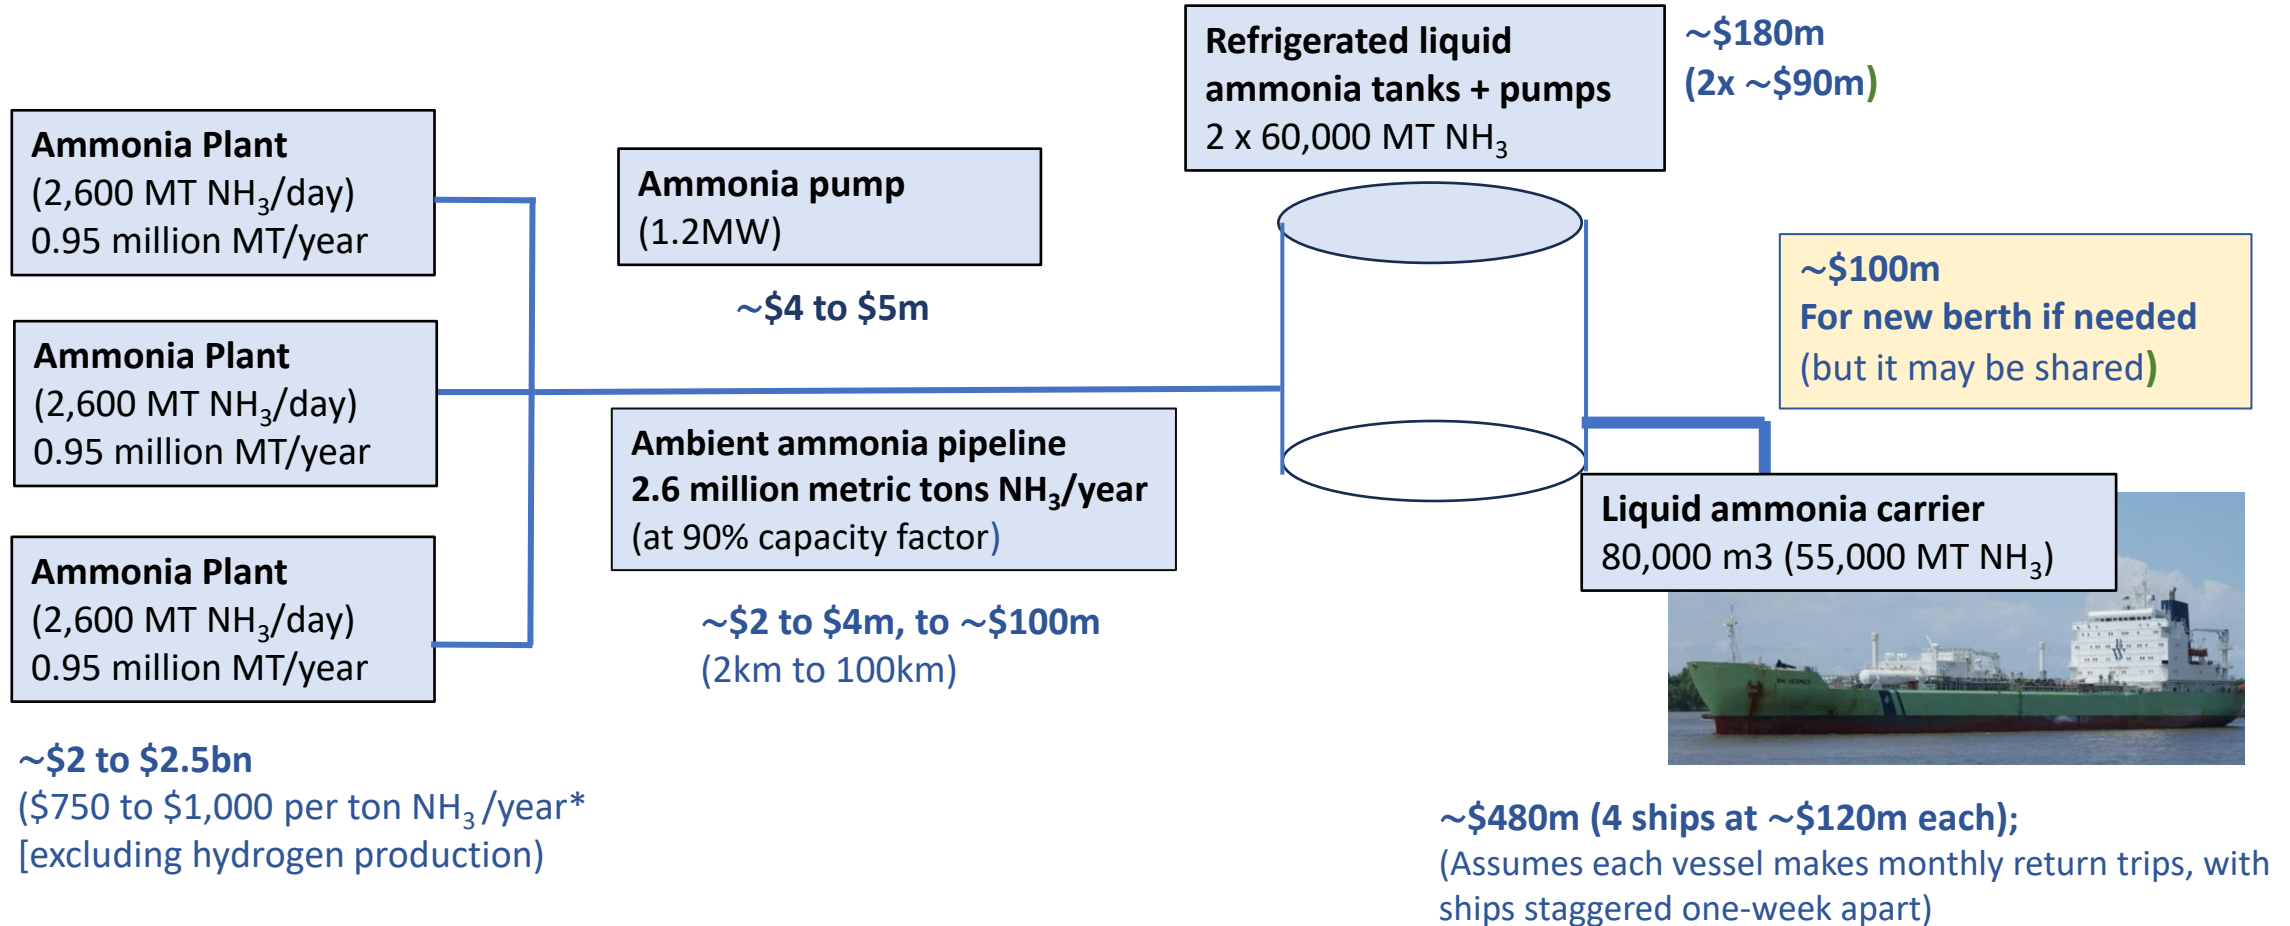 Ammonia Plant
(2,600 MT NH₃/day)
0.95 million MT/year
Ammonia Plant
(2,600 MT NH₃/day)
0.95 million MT/year
Ammonia Plant
(2,600 MT NH₃/day)
0.95 million MT/year
~$2 to $2.5bn
($750 to $1,000 per ton NH₃/year*
[excluding hydrogen production)
Ammonia pump
(1.2MW)
~$4 to $5m
Ambient ammonia pipeline
2.6 million metric tons NH₃/year
(at 90% capacity factor)
~$2 to $4m, to ~$100m
(2km to 100km)
Refrigerated liquid
ammonia tanks + pumps
2 x 60,000 MT NH₃
~$180m
(2x ~$90m)
~$100m
For new berth if needed
(but it may be shared)
Liquid ammonia carrier
80,000 m3 (55,000 MT NH₃)
~$480m (4 ships at ~$120m each);
(Assumes each vessel makes monthly return trips, with
ships staggered one-week apart)